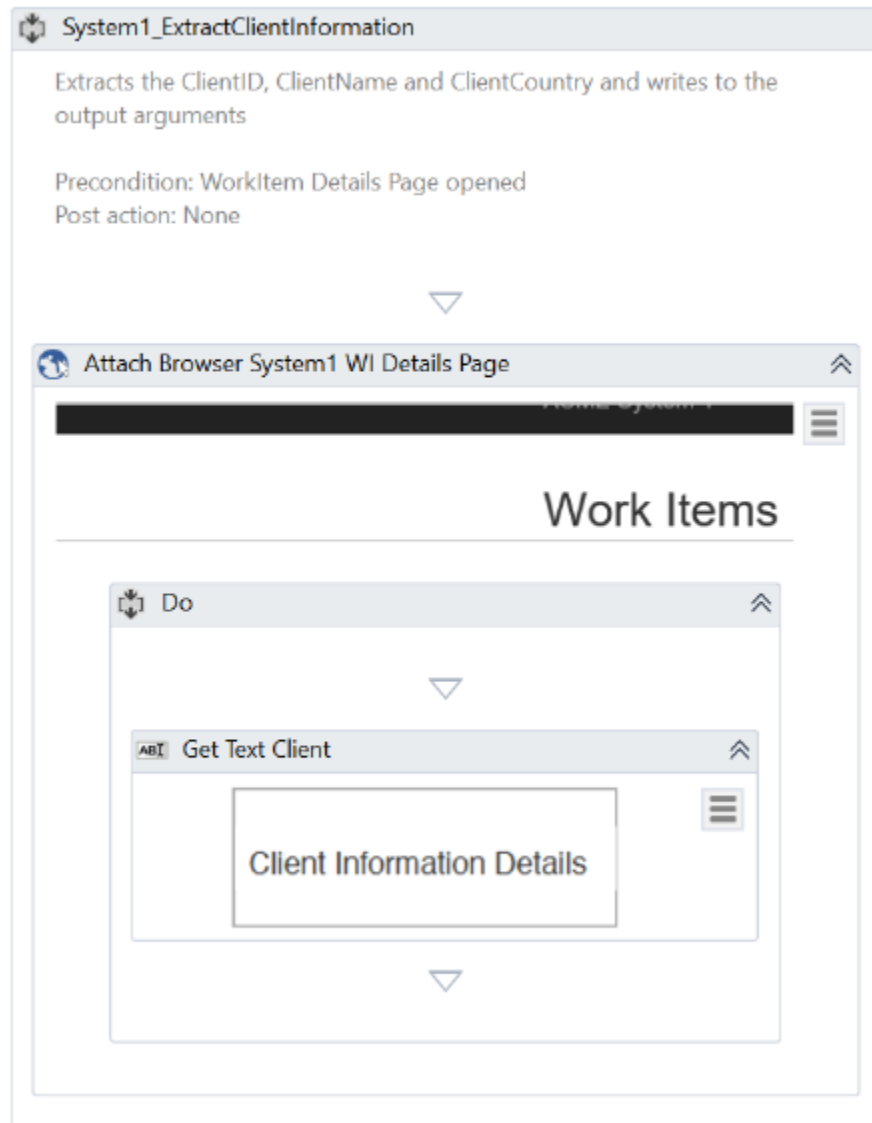 System1_ExtractClientInformation
Extracts the ClientID, ClientName and ClientCountry and writes to the
output arguments
Precondition: WorkItem Details Page opened
Post action: None
Attach Browser System1 WI Details Page
Work Items
Do
ABI Get Text Client
Client Information Details